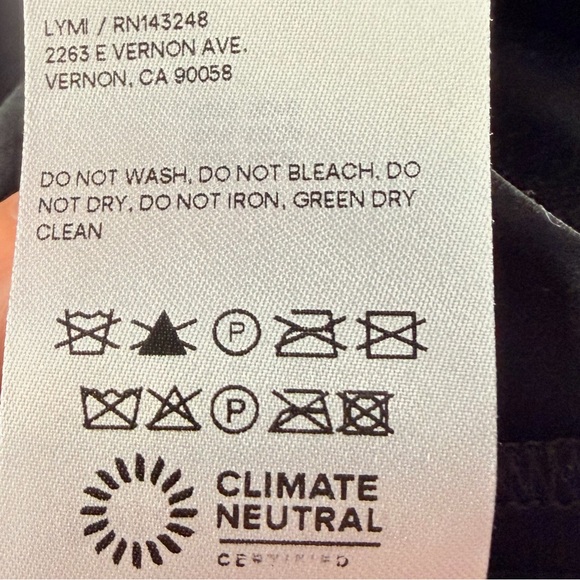 LYMI / RN143248
2263 E VERNON AVE.
VERNON, CA 90058
DO NOT WASH, DO NOT BLEACH, DO
NOT DRY, DO NOT IRON, GREEN DRY
CLEAN
P
P
CLIMATE
NEUTRAL
CERTIFIED